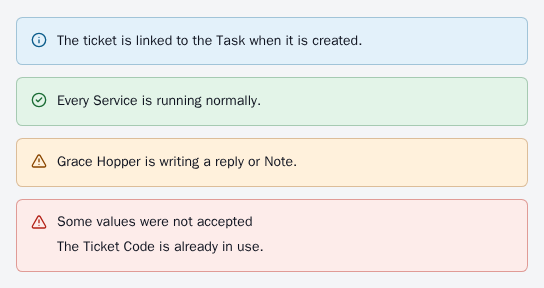 The ticket is linked to the Task when it is created.
Every Service is running normally.
Grace Hopper is writing a reply or Note.
Some values were not accepted
The Ticket Code is already in use.